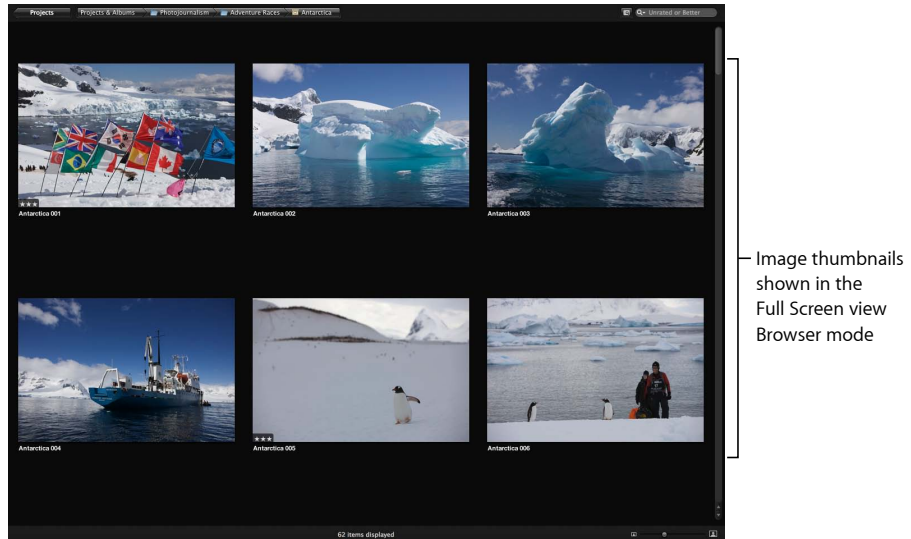 Projects
Projects & Albums
Photojournalism
Adventure Races
Antarctica
Unrated or Better
Antarctica 001
Antarctica 002
Antarctica 003
Image thumbnails
shown in the
Full Screen view
Browser mode
Antarctica 004
Antarctica 005
Antarctica 006
62 items displayed